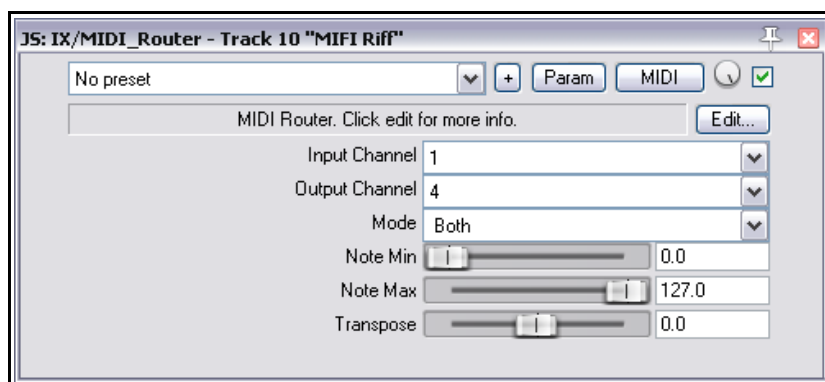 JS: IX/MIDI_Router - Track 10 "MIFI Riff"
No preset + Param MIDI
MIDI Router. Click edit for more info. Edit...
Input Channel 1
Output Channel 4
Mode Both
Note Min 0.0
Note Max 127.0
Transpose 0.0